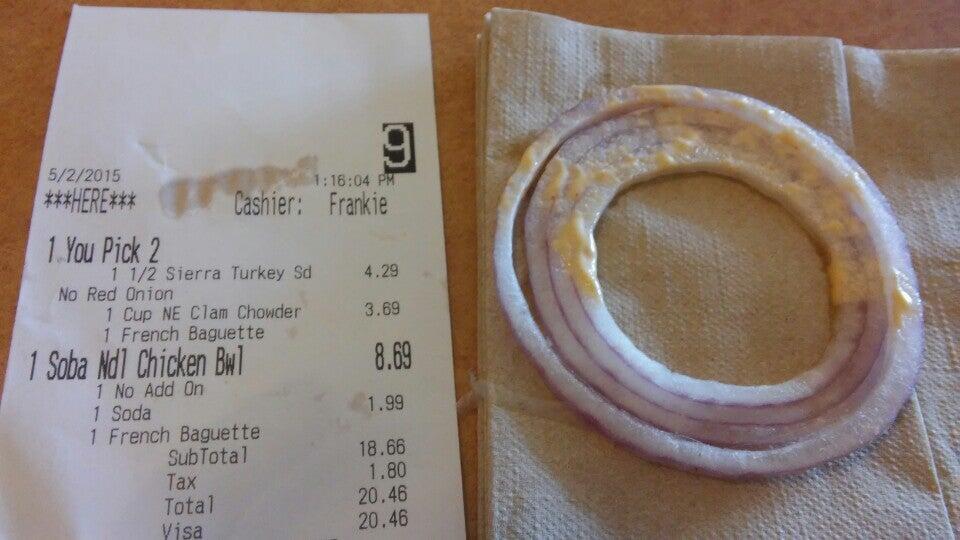 9
5/2/2015 1:16:04 PM
***HERE*** Cashier: Frankie
1 You Pick 2
1 1/2 Sierra Turkey Sd 4.29
No Red Onion
1 Cup NE Clam Chowder 3.69
1 French Baguette
1 Soba Ndl Chicken Bwl 8.69
1 No Add On
1 Soda 1.99
1 French Baguette
SubTotal 18.66
Tax 1.80
Total 20.46
Visa 20.46